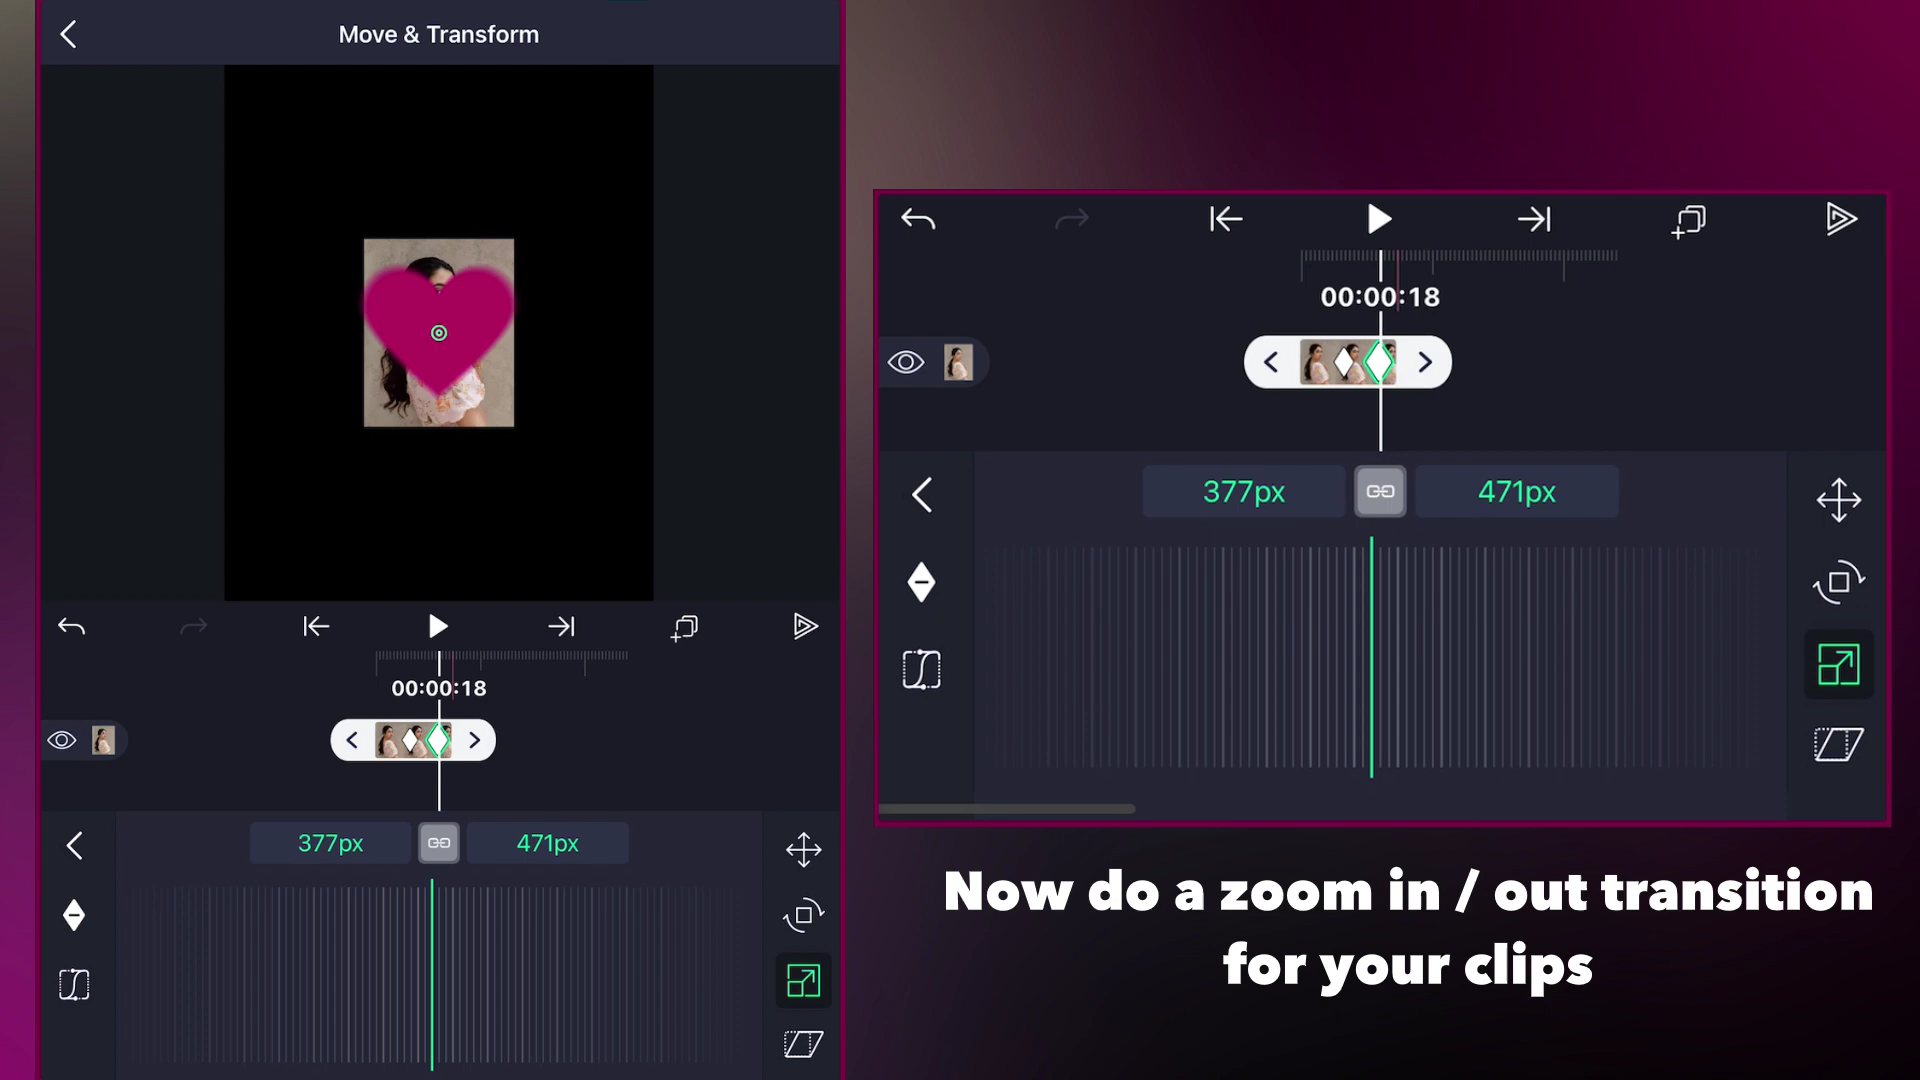 Move & Transform
00:00:18
377px
471px
00:00:18
377px
471px
Now do a zoom in / out transition
for your clips